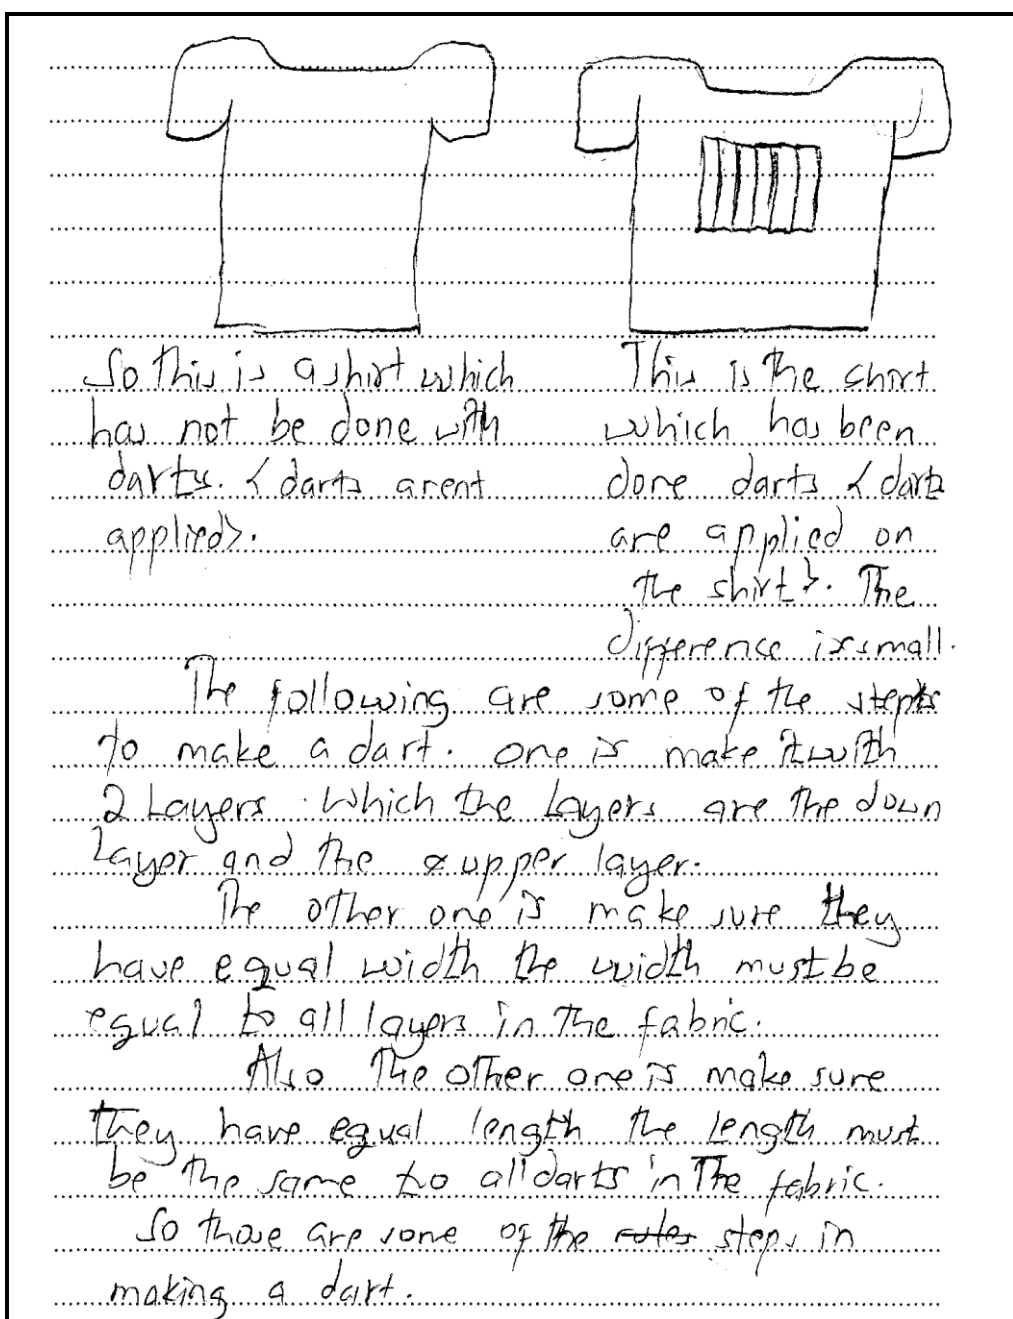 So this is a shirt which
has not be done with
darts. < darts arent
applied>.
This is the shirt
which has been
done darts < darts
are applied on
the shirt>. The
difference is small.
The following are some of the steps
to make a dart. One is make it with
2 Layers. Which the Layers are the down
Layer and the upper layer.
The other one is make sure they
have equal width the width must be
equal to all layers in the fabric.
Also the other one is make sure
they have equal length the length must
be the same to all darts in the fabric.
So those are some of the rules steps in
making a dart.